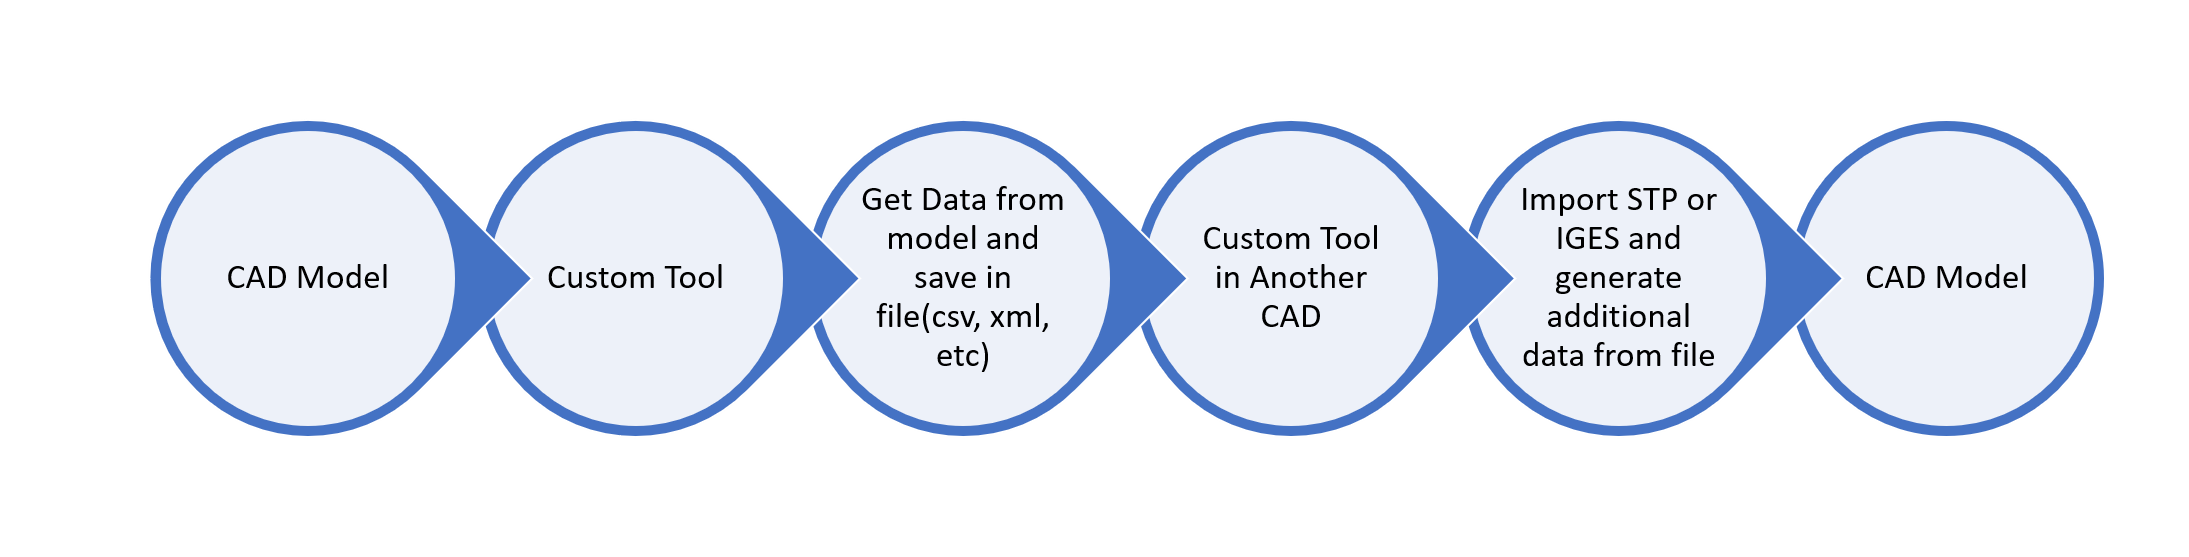 CAD Model
Custom Tool
Get Data from
model and
save in
file(csv, xml,
etc)
Custom Tool
in Another
CAD
Import STP or
IGES and
generate
additional
data from file
CAD Model